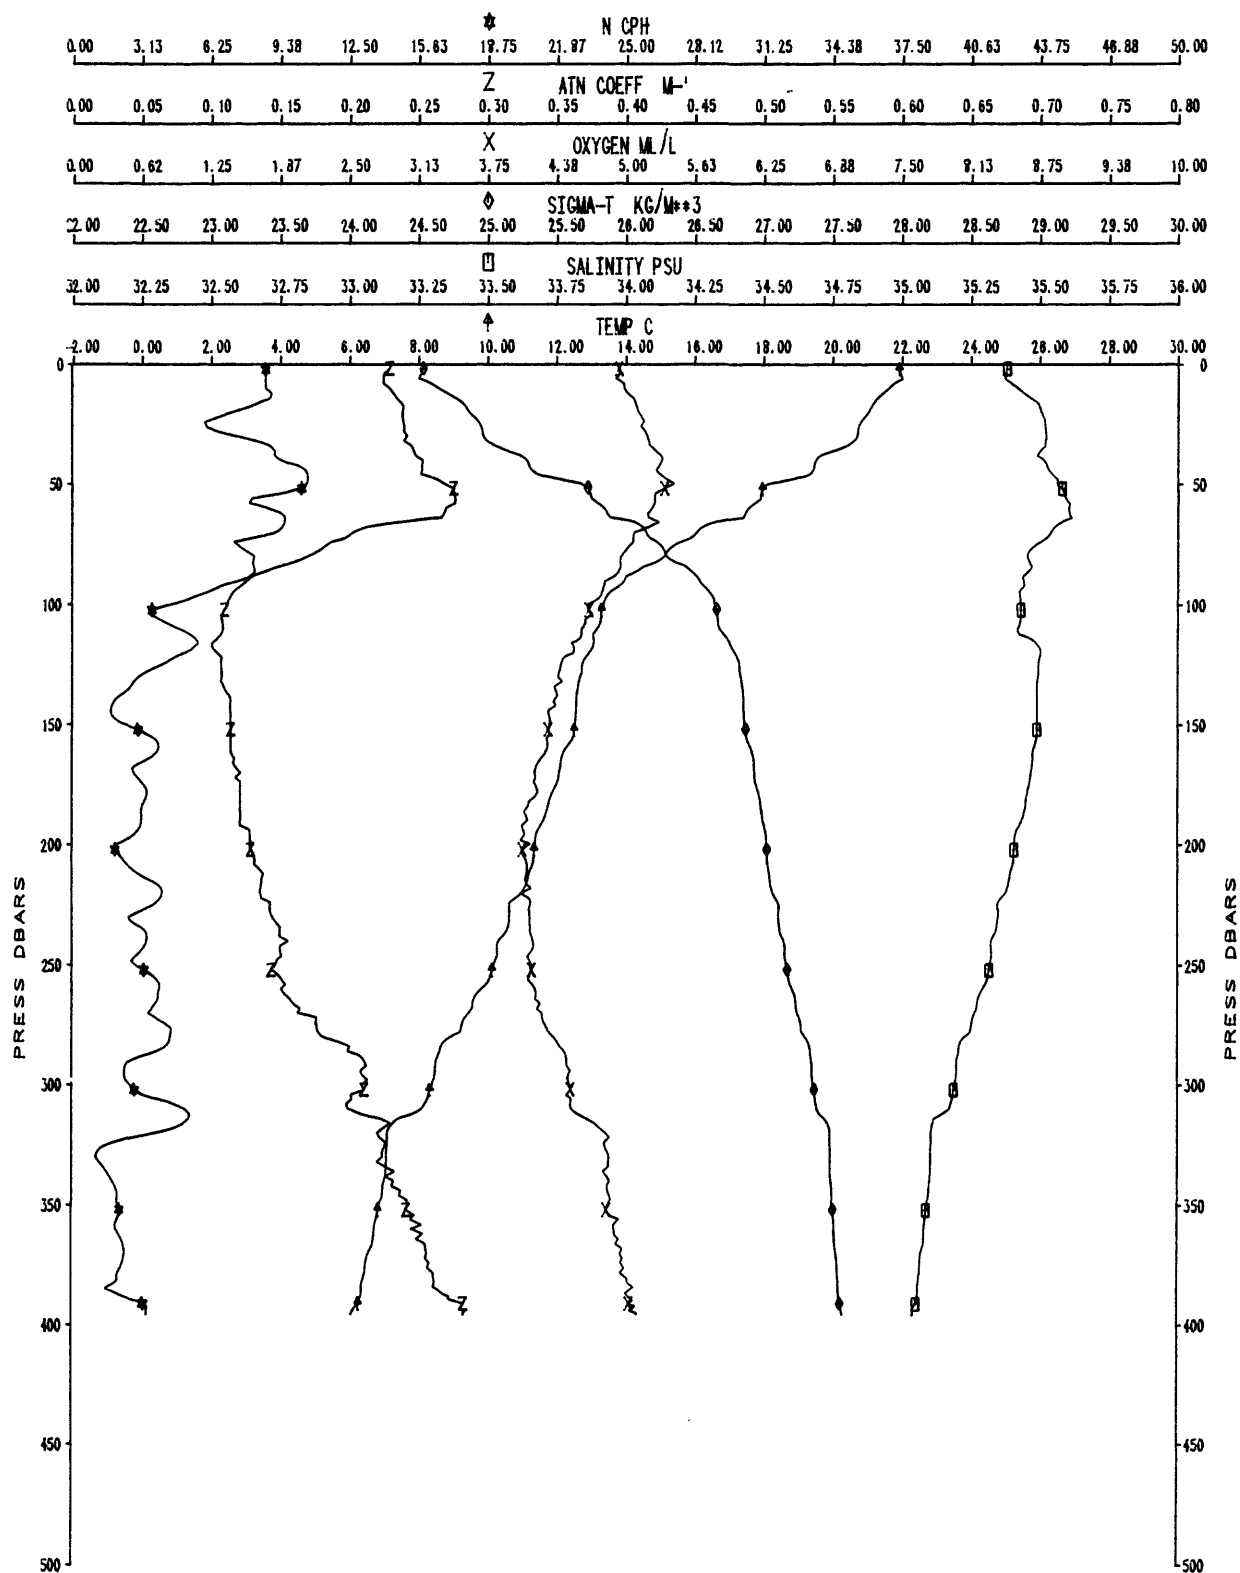 N CPH
0.00 3.13 6.25 9.38 12.50 15.63 18.75 21.87 25.00 28.12 31.25 34.38 37.50 40.63 43.75 46.88 50.00
Z ATN COEFF M-¹
0.00 0.05 0.10 0.15 0.20 0.25 0.30 0.35 0.40 0.45 0.50 0.55 0.60 0.65 0.70 0.75 0.80
X OXYGEN ML/L
0.00 0.62 1.25 1.87 2.50 3.13 3.75 4.38 5.00 5.63 6.25 6.88 7.50 8.13 8.75 9.38 10.00
SIGMA-T KG/M**3
22.00 22.50 23.00 23.50 24.00 24.50 25.00 25.50 26.00 26.50 27.00 27.50 28.00 28.50 29.00 29.50 30.00
SALINITY PSU
32.00 32.25 32.50 32.75 33.00 33.25 33.50 33.75 34.00 34.25 34.50 34.75 35.00 35.25 35.50 35.75 36.00
TEMP C
-2.00 0.00 2.00 4.00 6.00 8.00 10.00 12.00 14.00 16.00 18.00 20.00 22.00 24.00 26.00 28.00 30.00
0 0
50 50
100 100
150 150
200 200
250 250
300 300
350 350
400 400
450 450
500 500
PRESS DBARS
PRESS DBARS